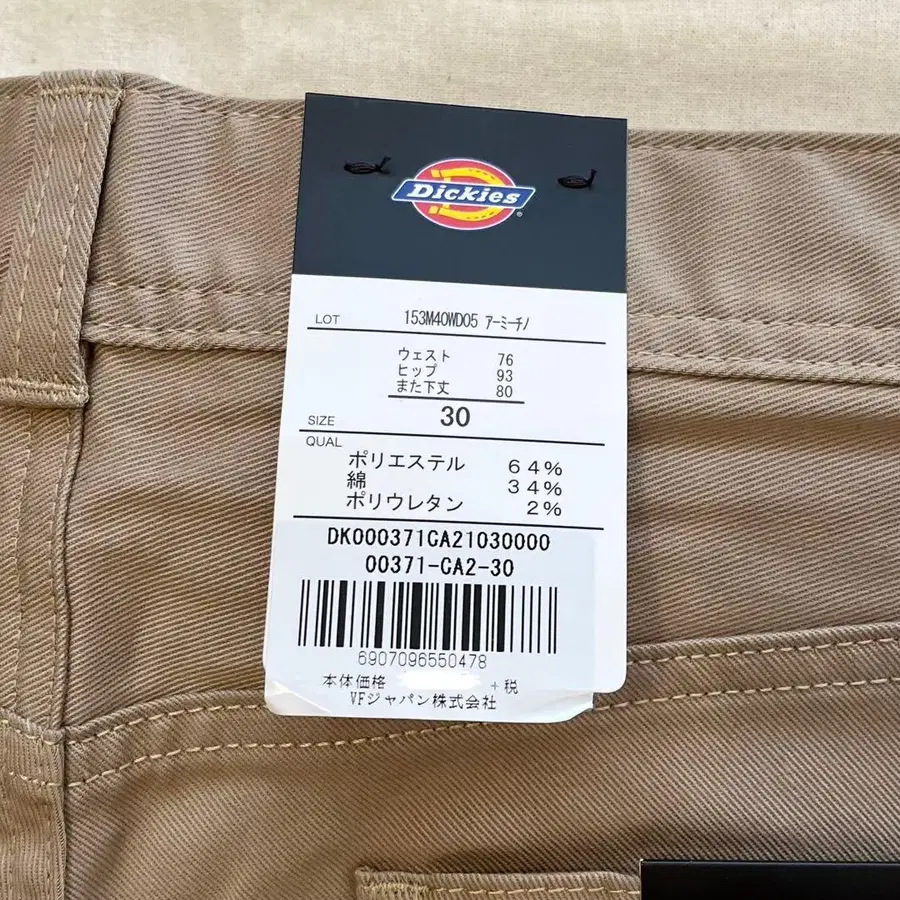 Dickies
LOT 153M40WD05 アーミーチノ
ウェスト 76
ヒップ 93
また下丈 80
SIZE 30
QUAL
ポリエステル 64%
綿 34%
ポリウレタン 2%
DK000371CA21030000
00371-CA2-30
6907096550478
本体価格 +税
VFジャパン株式会社